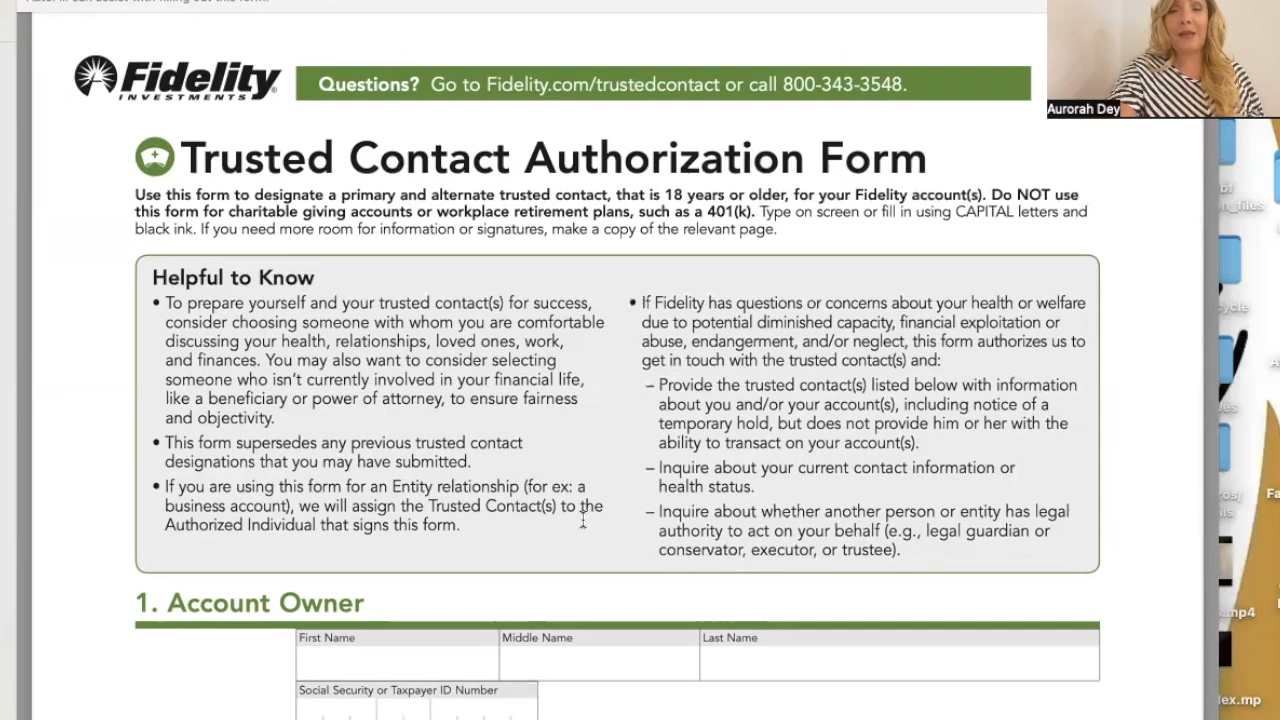 Fidelity
INVESTMENTS
Questions? Go to Fidelity.com/trustedcontact or call 800-343-3548.
Aurorah Dey
Trusted Contact Authorization Form
Use this form to designate a primary and alternate trusted contact, that is 18 years or older, for your Fidelity account(s). Do NOT use
this form for charitable giving accounts or workplace retirement plans, such as a 401(k). Type on screen or fill in using CAPITAL letters and
black ink. If you need more room for information or signatures, make a copy of the relevant page.
Helpful to Know
• To prepare yourself and your trusted contact(s) for success,
consider choosing someone with whom you are comfortable
discussing your health, relationships, loved ones, work,
and finances. You may also want to consider selecting
someone who isn't currently involved in your financial life,
like a beneficiary or power of attorney, to ensure fairness
and objectivity.
• This form supersedes any previous trusted contact
designations that you may have submitted.
• If you are using this form for an Entity relationship (for ex: a
business account), we will assign the Trusted Contact(s) to the
Authorized Individual that signs this form.
• If Fidelity has questions or concerns about your health or welfare
due to potential diminished capacity, financial exploitation or
abuse, endangerment, and/or neglect, this form authorizes us to
get in touch with the trusted contact(s) and:
– Provide the trusted contact(s) listed below with information
about you and/or your account(s), including notice of a
temporary hold, but does not provide him or her with the
ability to transact on your account(s).
– Inquire about your current contact information or
health status.
– Inquire about whether another person or entity has legal
authority to act on your behalf (e.g., legal guardian or
conservator, executor, or trustee).
1. Account Owner
First Name
Middle Name
Last Name
Social Security or Taxpayer ID Number